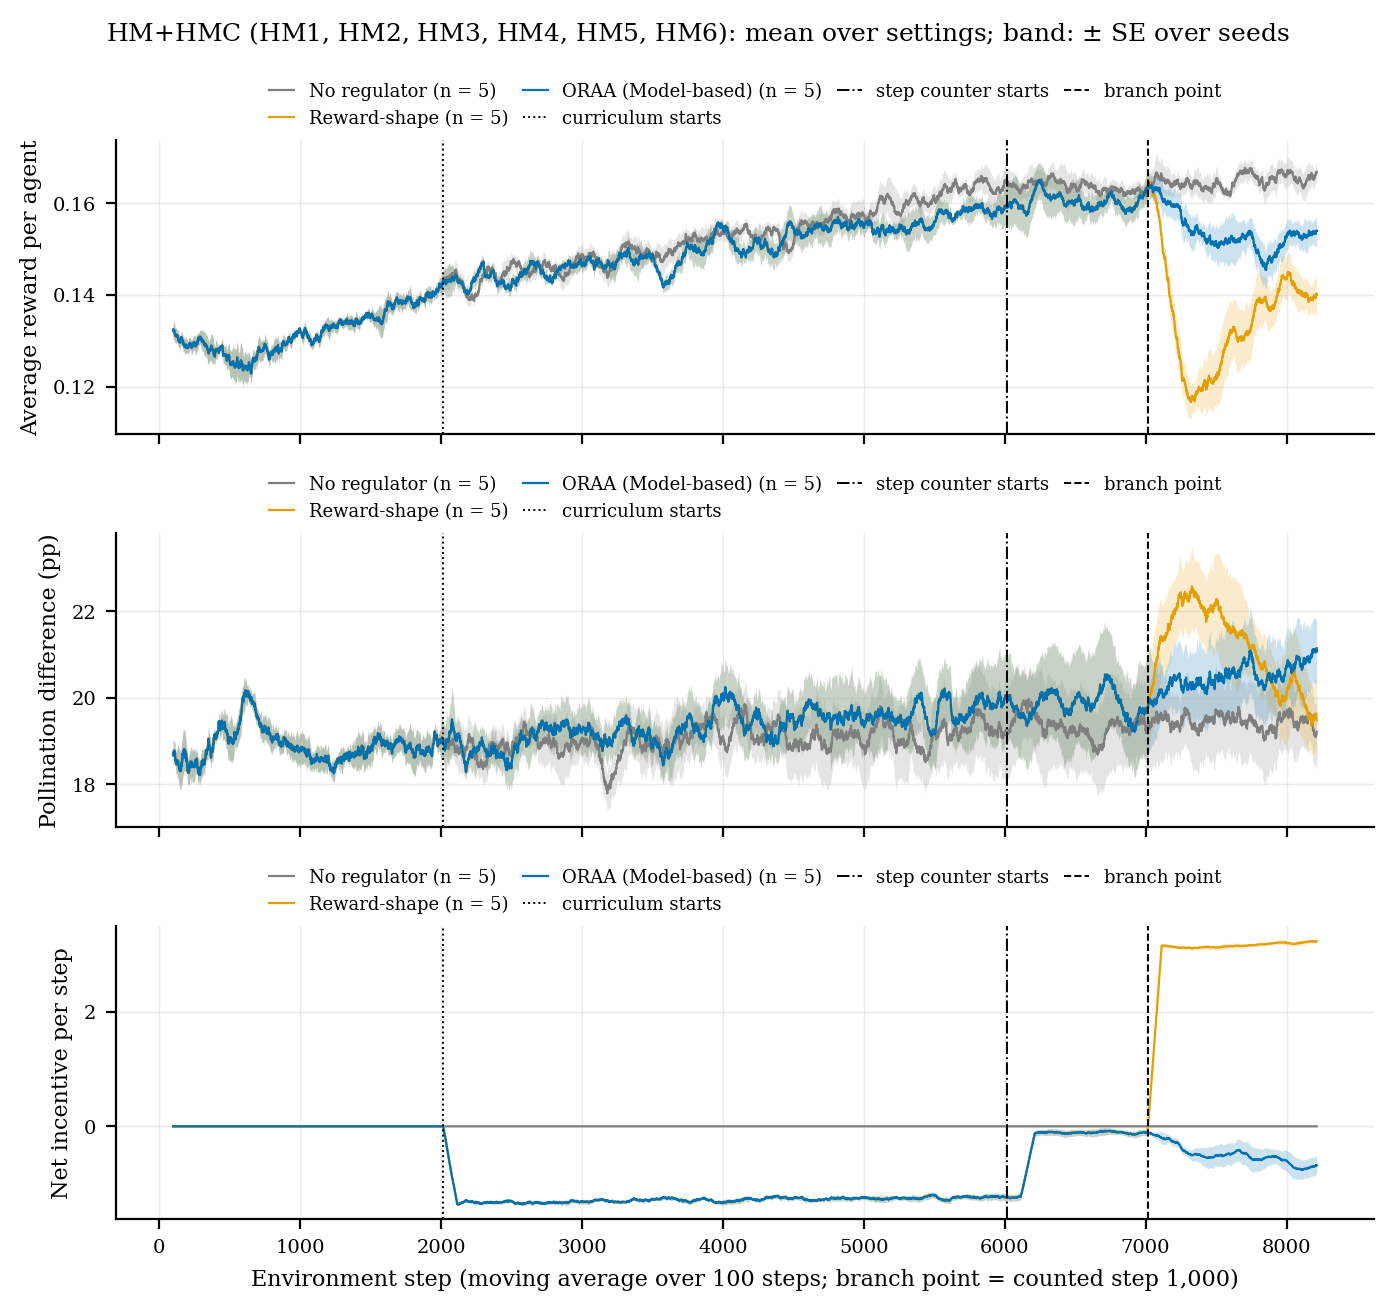 HM+HMC (HM1, HM2, HM3, HM4, HM5, HM6): mean over settings; band: ± SE over seeds
No regulator (n = 5) ORAA (Model-based) (n = 5) step counter starts branch point
Reward-shape (n = 5) curriculum starts
Average reward per agent
0.16
0.14
0.12
No regulator (n = 5) ORAA (Model-based) (n = 5) step counter starts branch point
Reward-shape (n = 5) curriculum starts
Pollination difference (pp)
22
20
18
No regulator (n = 5) ORAA (Model-based) (n = 5) step counter starts branch point
Reward-shape (n = 5) curriculum starts
Net incentive per step
2
0
0 1000 2000 3000 4000 5000 6000 7000 8000
Environment step (moving average over 100 steps; branch point = counted step 1,000)